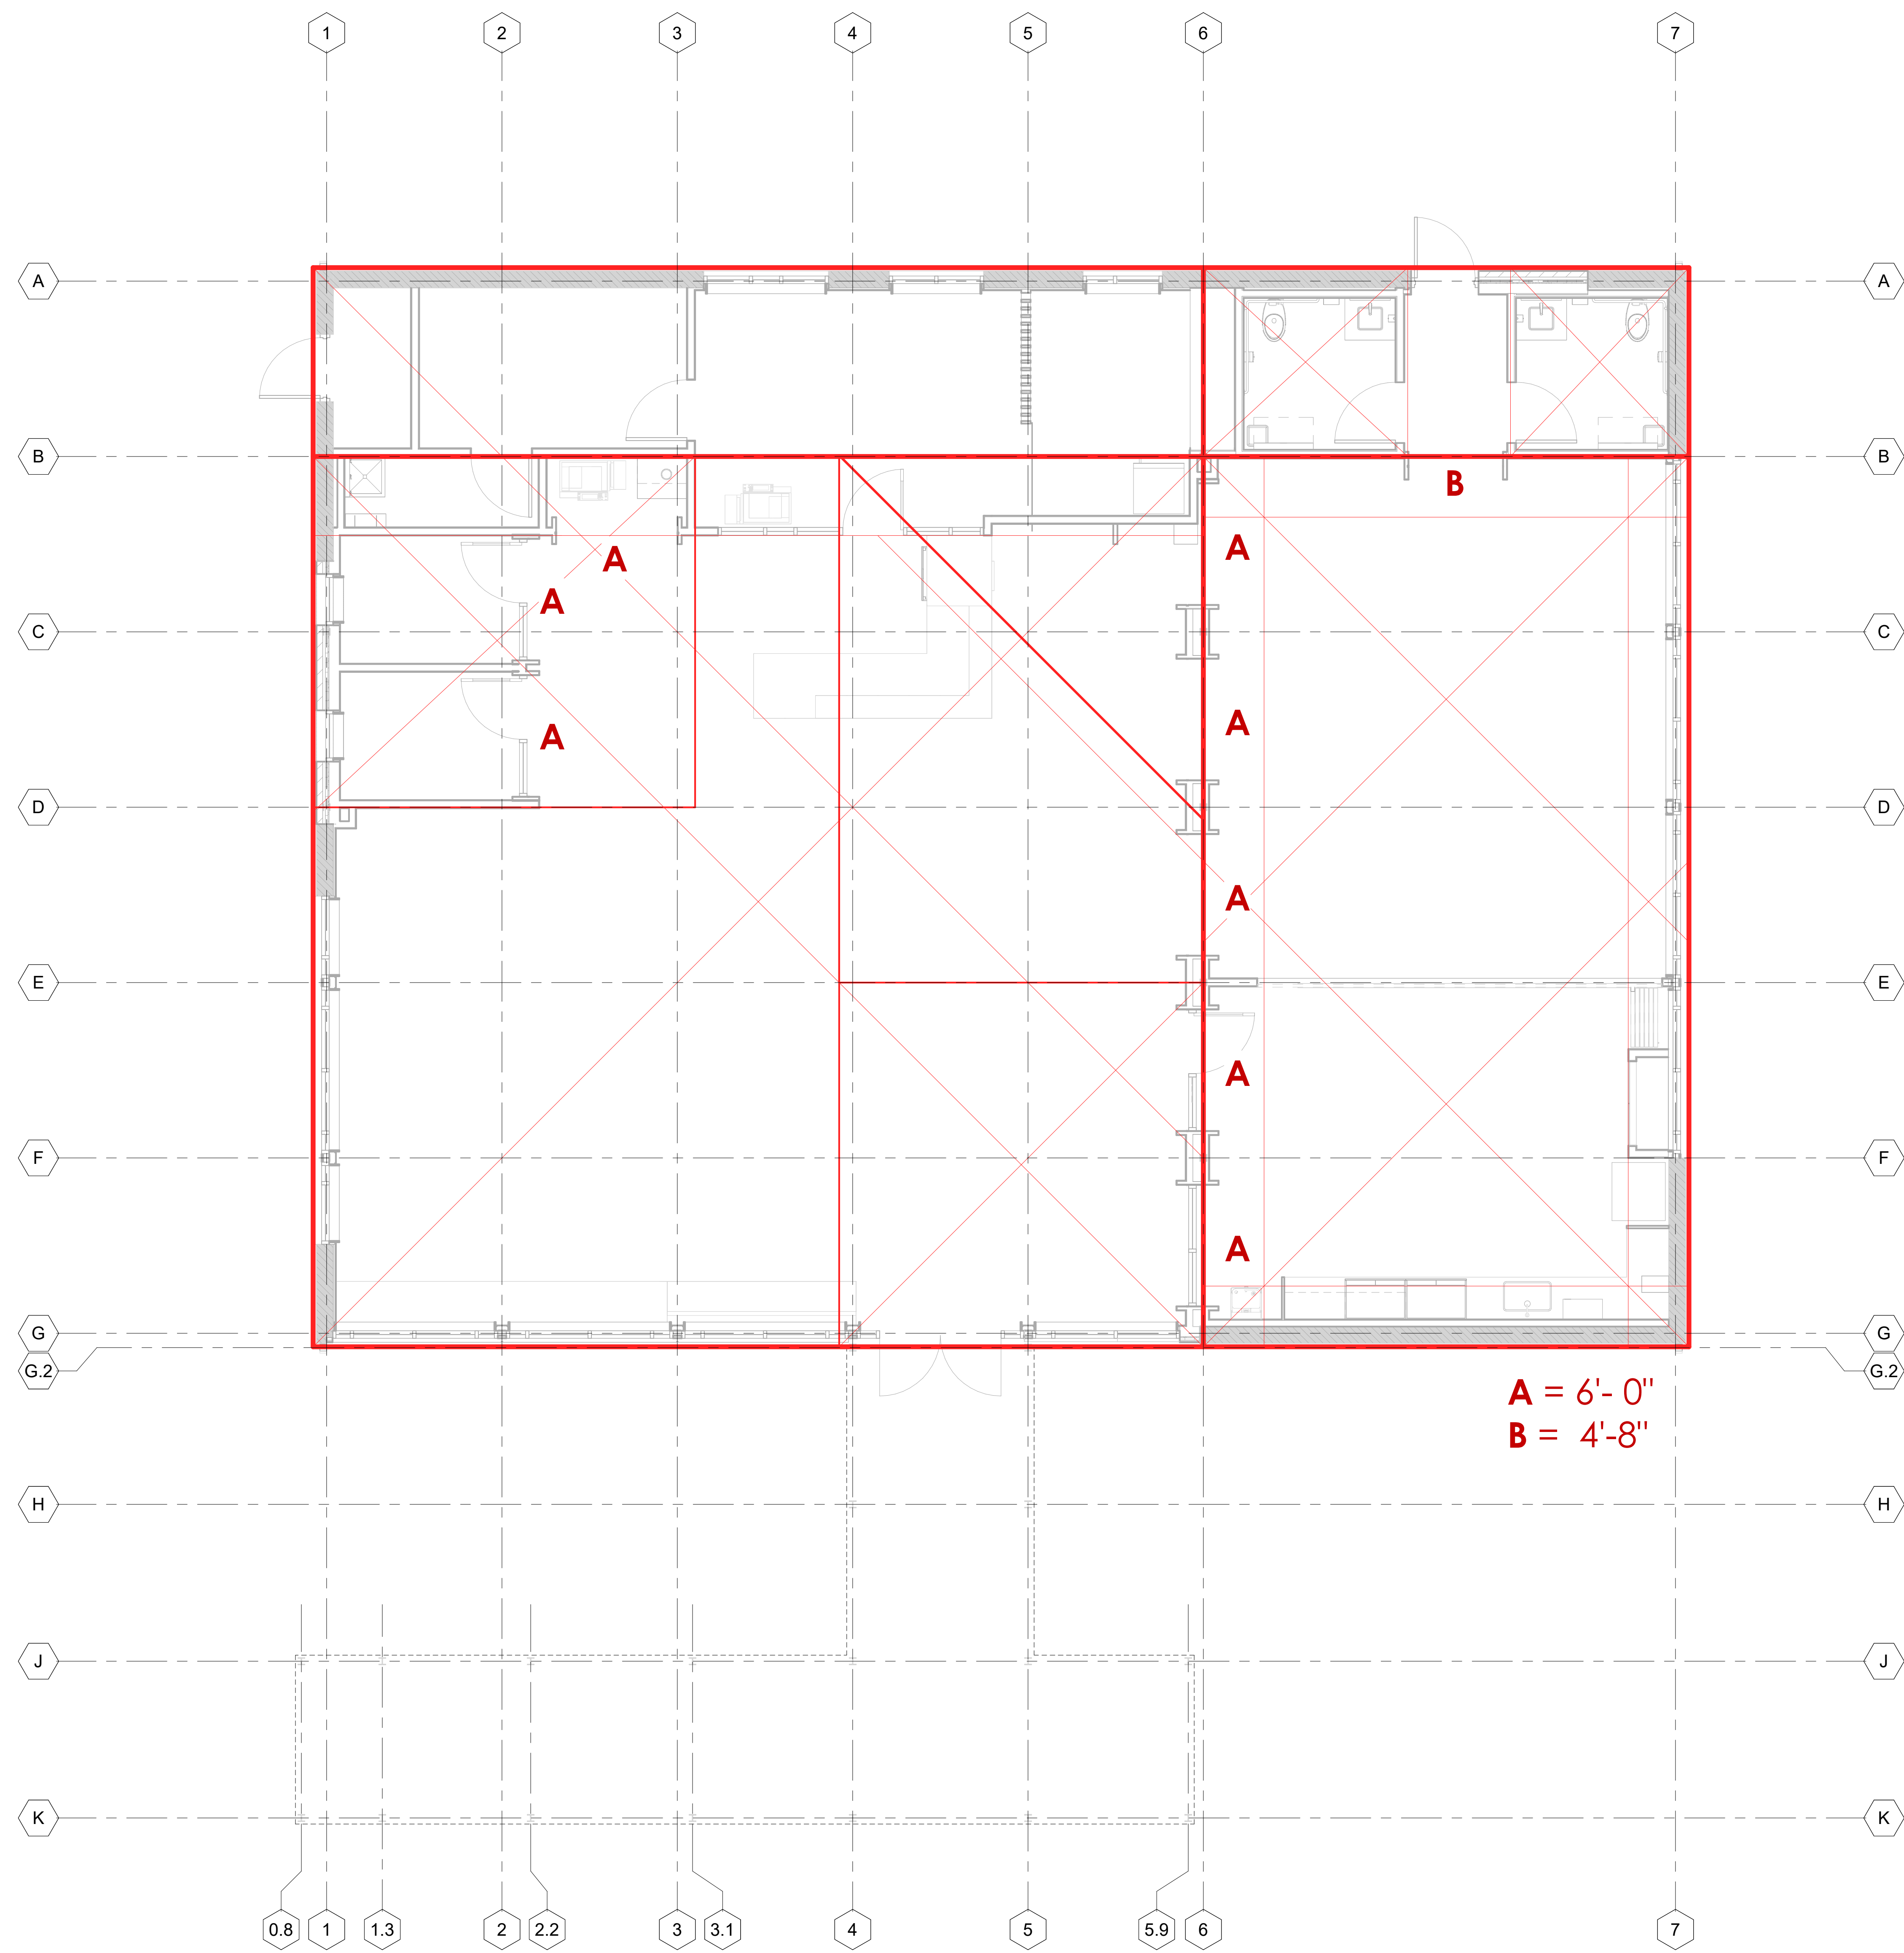 1 2 3 4 5 6 7
A A
B B
B
A
A
A
C C
A
A
D D
A
E E
A
F F
A
G G
G.2 G.2
A = 6'- 0"
B = 4'-8"
H H
J J
K K
0.8 1 1.3 2 2.2 3 3.1 4 5 5.9 6 7